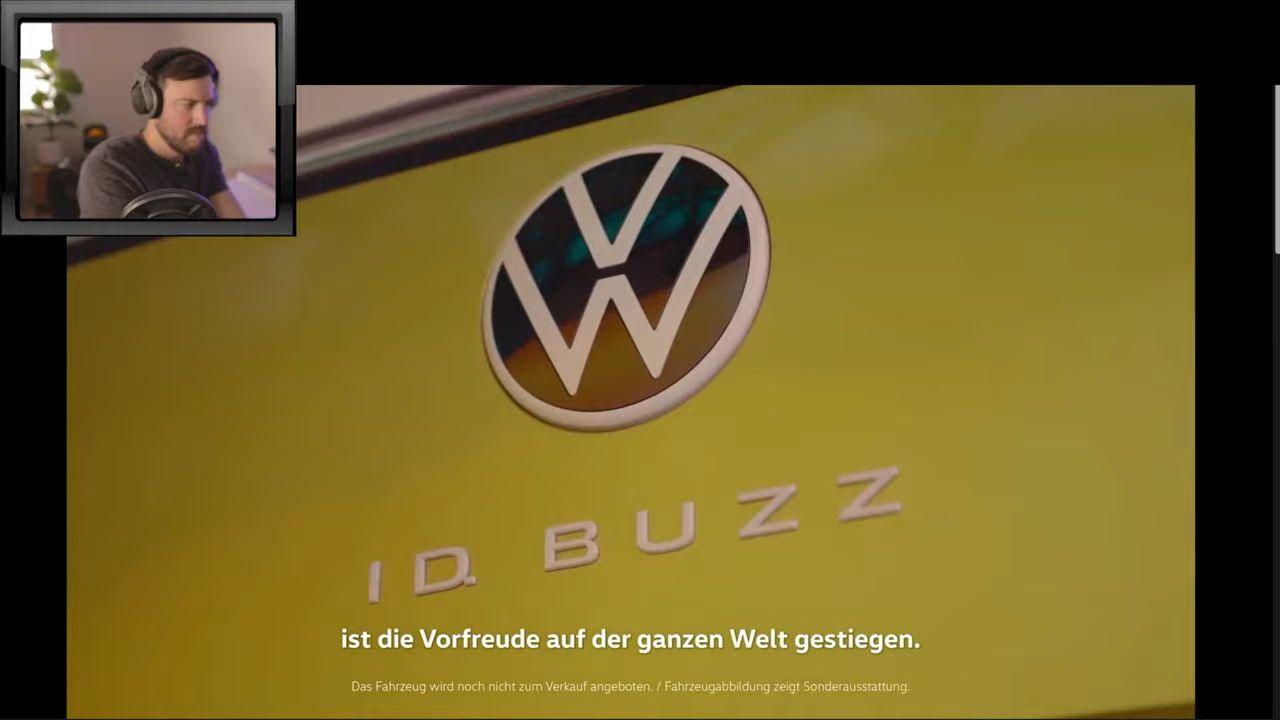 ID. BUZZ
ist die Vorfreude auf der ganzen Welt gestiegen.
Das Fahrzeug wird noch nicht zum Verkauf angeboten. / Fahrzeugabbildung zeigt Sonderausstattung.